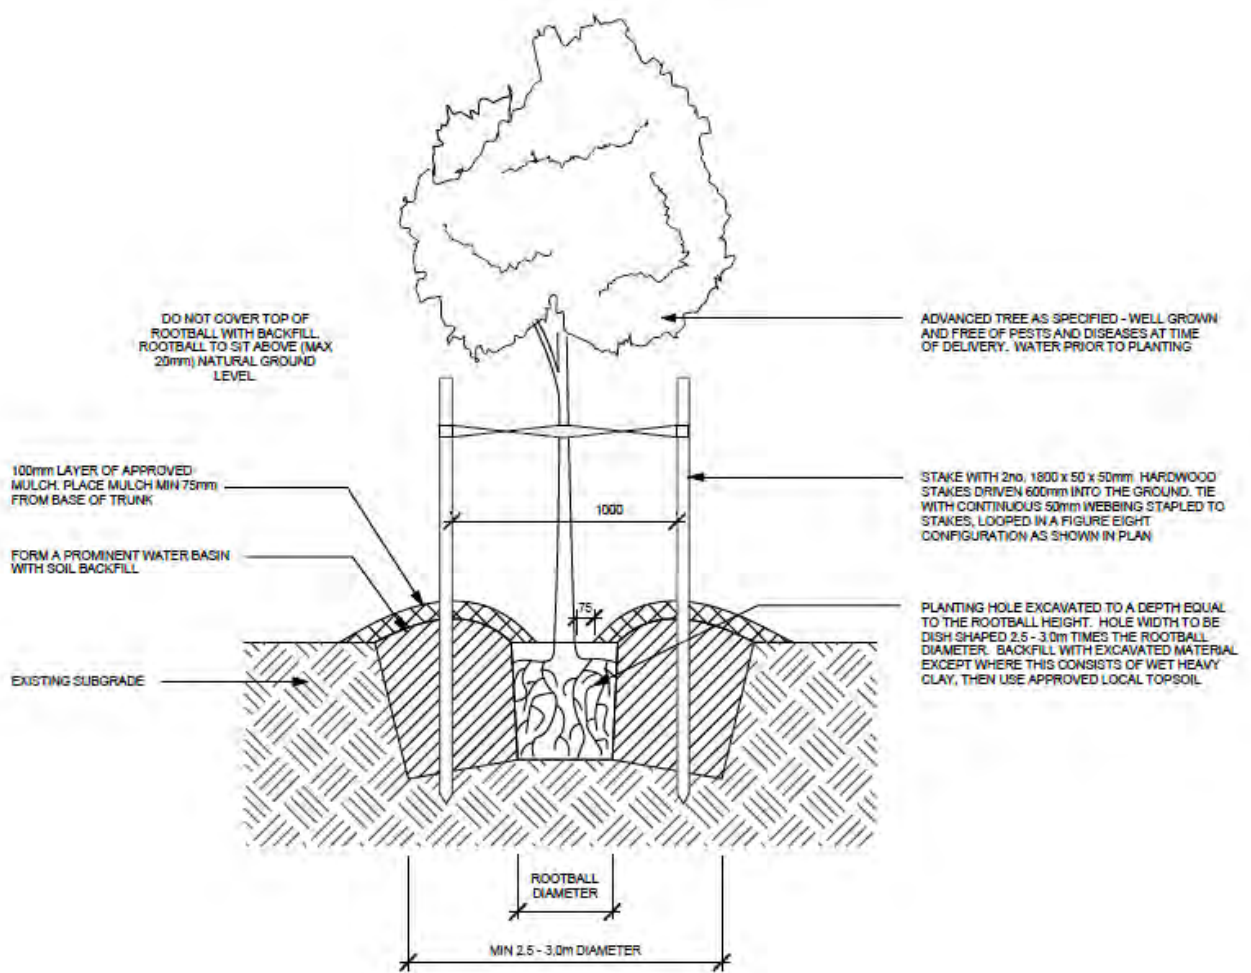 DO NOT COVER TOP OF
ROOTBALL WITH BACKFILL.
ROOTBALL TO SIT ABOVE (MAX
20mm) NATURAL GROUND
LEVEL
100mm LAYER OF APPROVED
MULCH. PLACE MULCH MIN 75mm
FROM BASE OF TRUNK
FORM A PROMINENT WATER BASIN
WITH SOIL BACKFILL
EXISTING SUBGRADE
ADVANCED TREE AS SPECIFIED - WELL GROWN
AND FREE OF PESTS AND DISEASES AT TIME
OF DELIVERY. WATER PRIOR TO PLANTING
STAKE WITH 2no. 1800 x 50 x 50mm HARDWOOD
STAKES DRIVEN 600mm INTO THE GROUND. TIE
WITH CONTINUOUS 50mm WEBBING STAPLED TO
STAKES, LOOPED IN A FIGURE EIGHT
CONFIGURATION AS SHOWN IN PLAN
PLANTING HOLE EXCAVATED TO A DEPTH EQUAL
TO THE ROOTBALL HEIGHT. HOLE WIDTH TO BE
DISH SHAPED 2.5 - 3.0m TIMES THE ROOTBALL
DIAMETER. BACKFILL WITH EXCAVATED MATERIAL
EXCEPT WHERE THIS CONSISTS OF WET HEAVY
CLAY, THEN USE APPROVED LOCAL TOPSOIL
1000
75
ROOTBALL
DIAMETER
MIN 2.5 - 3.0m DIAMETER